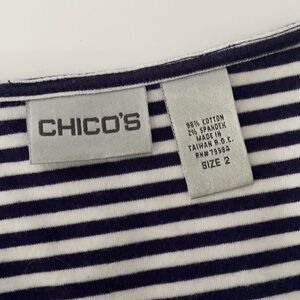 CHICO'S
98% COTTON
2% SPANDEX
MADE IN
TAIWAN R.O.C.
RN# 79984
SIZE 2